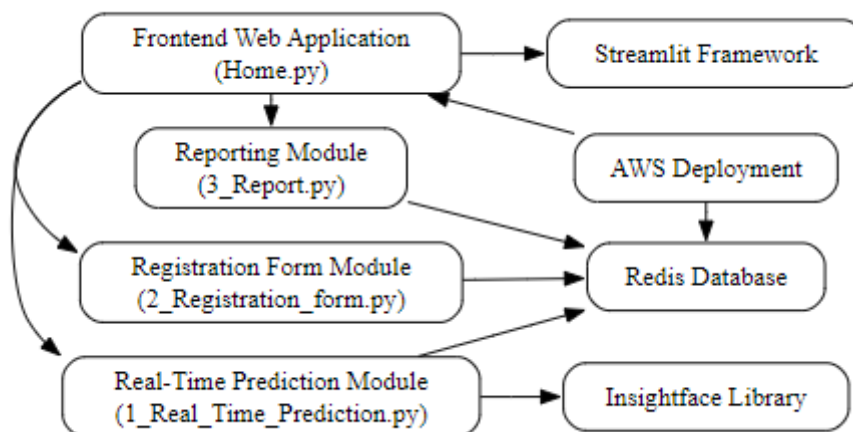 Frontend Web Application
(Home.py)
Streamlit Framework
Reporting Module
(3_Report.py)
AWS Deployment
Registration Form Module
(2_Registration_form.py)
Redis Database
Real-Time Prediction Module
(1_Real_Time_Prediction.py)
Insightface Library